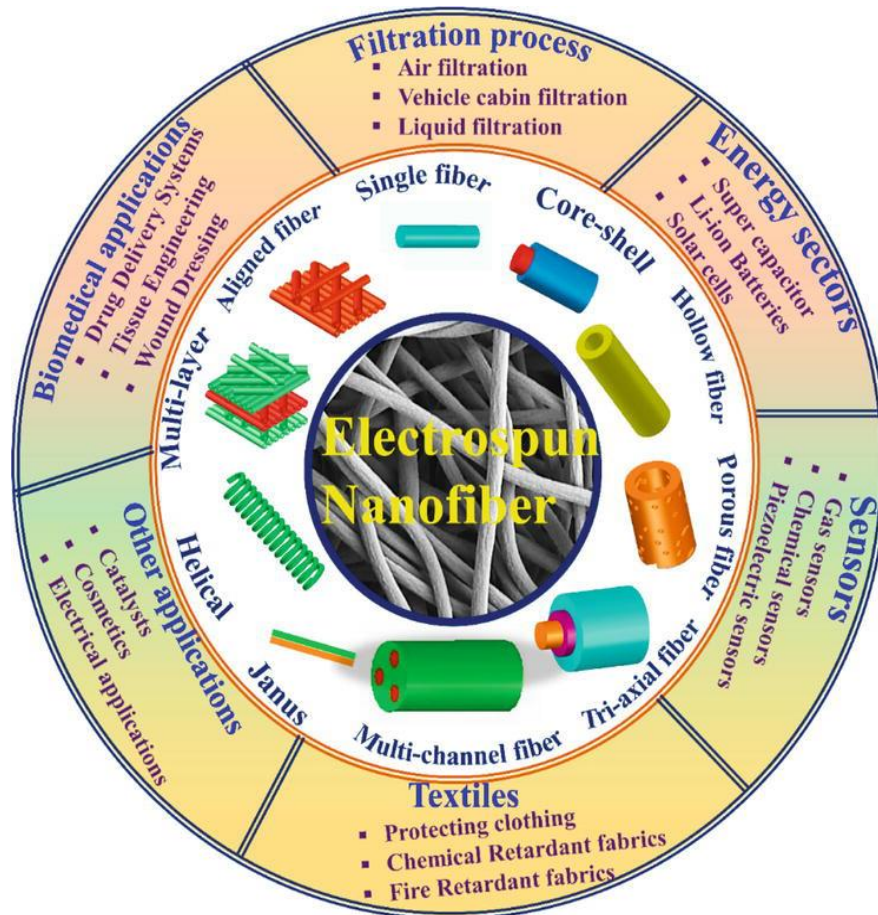 Filtration process
▪ Air filtration
▪ Vehicle cabin filtration
▪ Liquid filtration
Energy sectors
▪ Super capacitor
▪ Li-ion Batteries
▪ Solar cells
Sensors
▪ Gas sensors
▪ Chemical sensors
▪ Piezoelectric sensors
Textiles
▪ Protecting clothing
▪ Chemical Retardant fabrics
▪ Fire Retardant fabrics
Other applications
▪ Catalysts
▪ Cosmetics
▪ Electrical applications
Biomedical applications
▪ Drug Delivery Systems
▪ Tissue Engineering
▪ Wound Dressing
Single fiber
Core-shell
Hollow fiber
Porous fiber
Tri-axial fiber
Multi-channel fiber
Janus
Helical
Multi-layer
Aligned fiber
Electrospun
Nanofiber